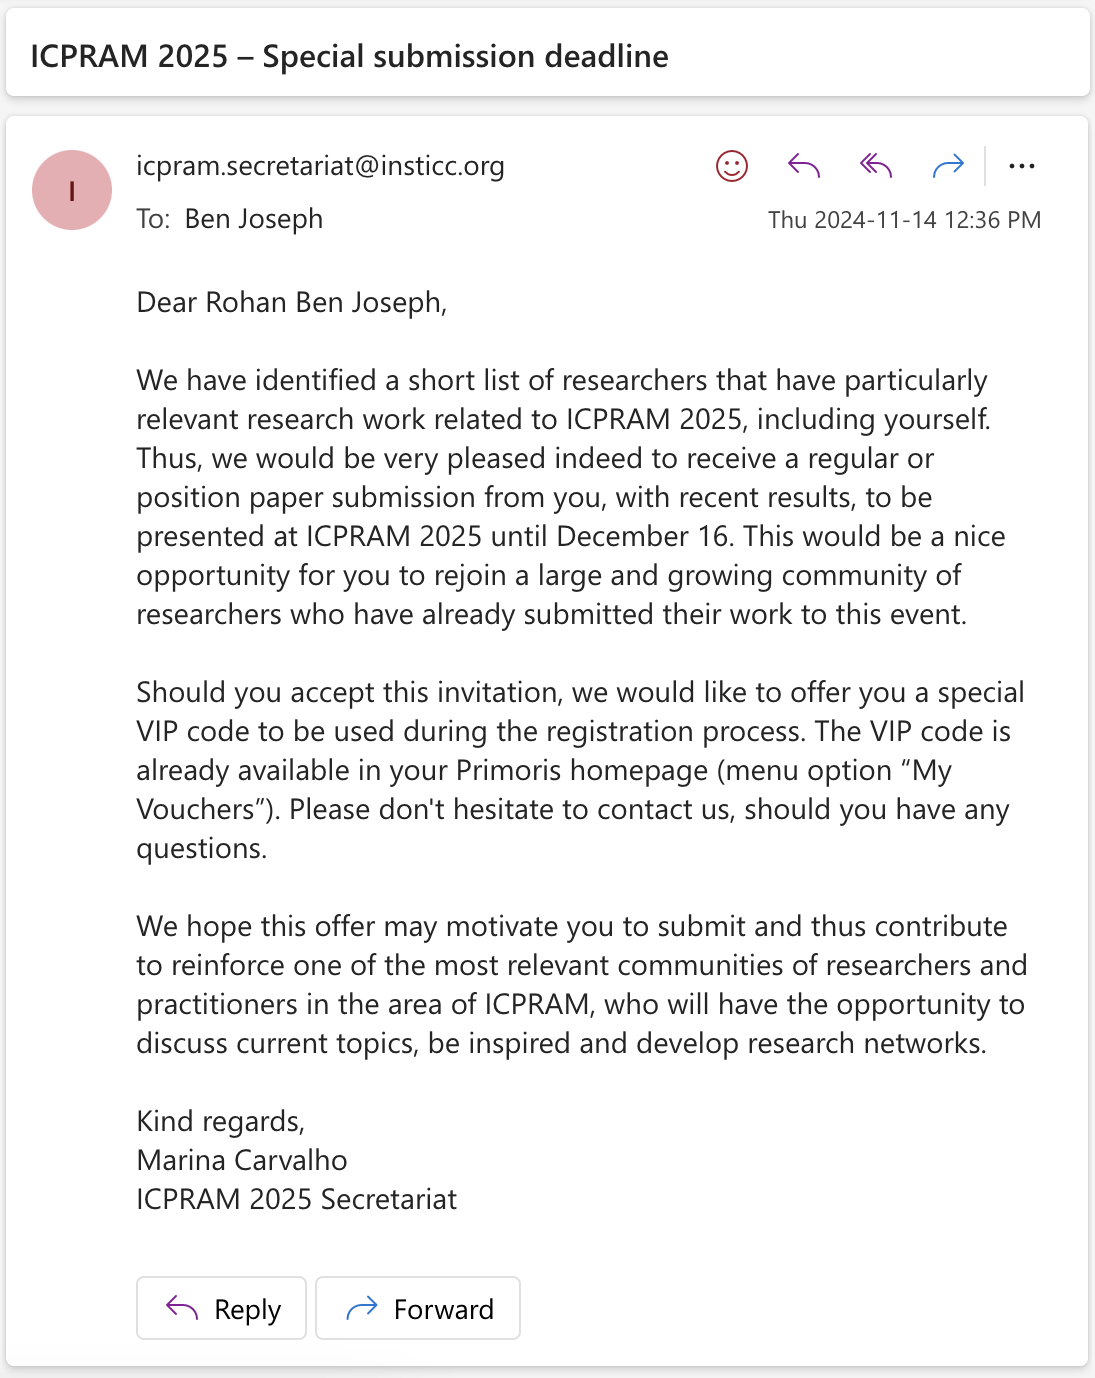 ICPRAM 2025 – Special submission deadline
I
icpram.secretariat@insticc.org
To: Ben Joseph
Thu 2024-11-14 12:36 PM
Dear Rohan Ben Joseph,
We have identified a short list of researchers that have particularly
relevant research work related to ICPRAM 2025, including yourself.
Thus, we would be very pleased indeed to receive a regular or
position paper submission from you, with recent results, to be
presented at ICPRAM 2025 until December 16. This would be a nice
opportunity for you to rejoin a large and growing community of
researchers who have already submitted their work to this event.
Should you accept this invitation, we would like to offer you a special
VIP code to be used during the registration process. The VIP code is
already available in your Primoris homepage (menu option “My
Vouchers”). Please don't hesitate to contact us, should you have any
questions.
We hope this offer may motivate you to submit and thus contribute
to reinforce one of the most relevant communities of researchers and
practitioners in the area of ICPRAM, who will have the opportunity to
discuss current topics, be inspired and develop research networks.
Kind regards,
Marina Carvalho
ICPRAM 2025 Secretariat
Reply
Forward